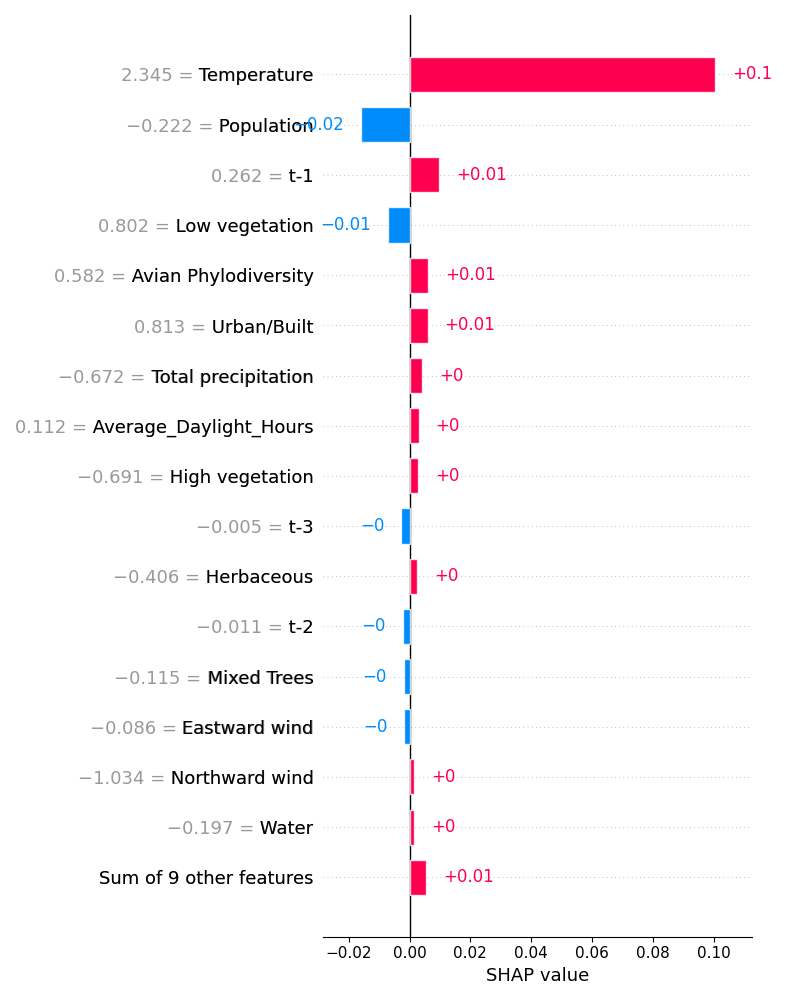 2.345 = Temperature +0.1
−0.222 = Population −0.02
0.262 = t-1 +0.01
0.802 = Low vegetation −0.01
0.582 = Avian Phylodiversity +0.01
0.813 = Urban/Built +0.01
−0.672 = Total precipitation +0
0.112 = Average_Daylight_Hours +0
−0.691 = High vegetation +0
−0.005 = t-3 −0
−0.406 = Herbaceous +0
−0.011 = t-2 −0
−0.115 = Mixed Trees −0
−0.086 = Eastward wind −0
−1.034 = Northward wind +0
−0.197 = Water +0
Sum of 9 other features +0.01
−0.02 0.00 0.02 0.04 0.06 0.08 0.10
SHAP value